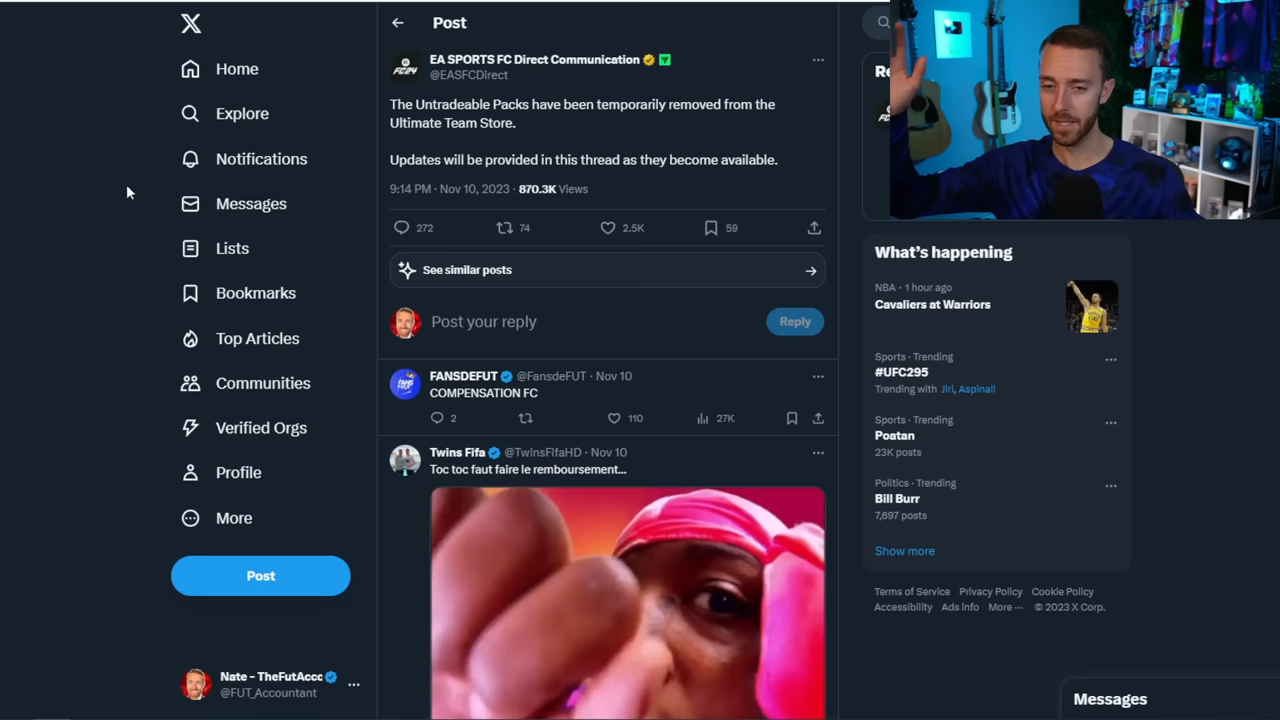 Home
Explore
Notifications
Messages
Lists
Bookmarks
Top Articles
Communities
Verified Orgs
Profile
More
Post
Nate - TheFutAcc
@FUT_Accountant
Post
EA SPORTS FC Direct Communication
@EASFCDirect
The Untradeable Packs have been temporarily removed from the
Ultimate Team Store.
Updates will be provided in this thread as they become available.
9:14 PM · Nov 10, 2023 · 870.3K Views
272 74 2.5K 59
See similar posts
Post your reply
Reply
FANSDEFUT @FansdeFUT · Nov 10
COMPENSATION FC
2 110 27K
Twins Fifa @TwinsFifaHD · Nov 10
Toc toc faut faire le remboursement...
Re
What's happening
NBA · 1 hour ago
Cavaliers at Warriors
Sports · Trending
#UFC295
Trending with Jiri, Aspinall
Sports · Trending
Poatan
23K posts
Politics · Trending
Bill Burr
7,697 posts
Show more
Terms of Service Privacy Policy Cookie Policy
Accessibility Ads info More ··· © 2023 X Corp.
Messages